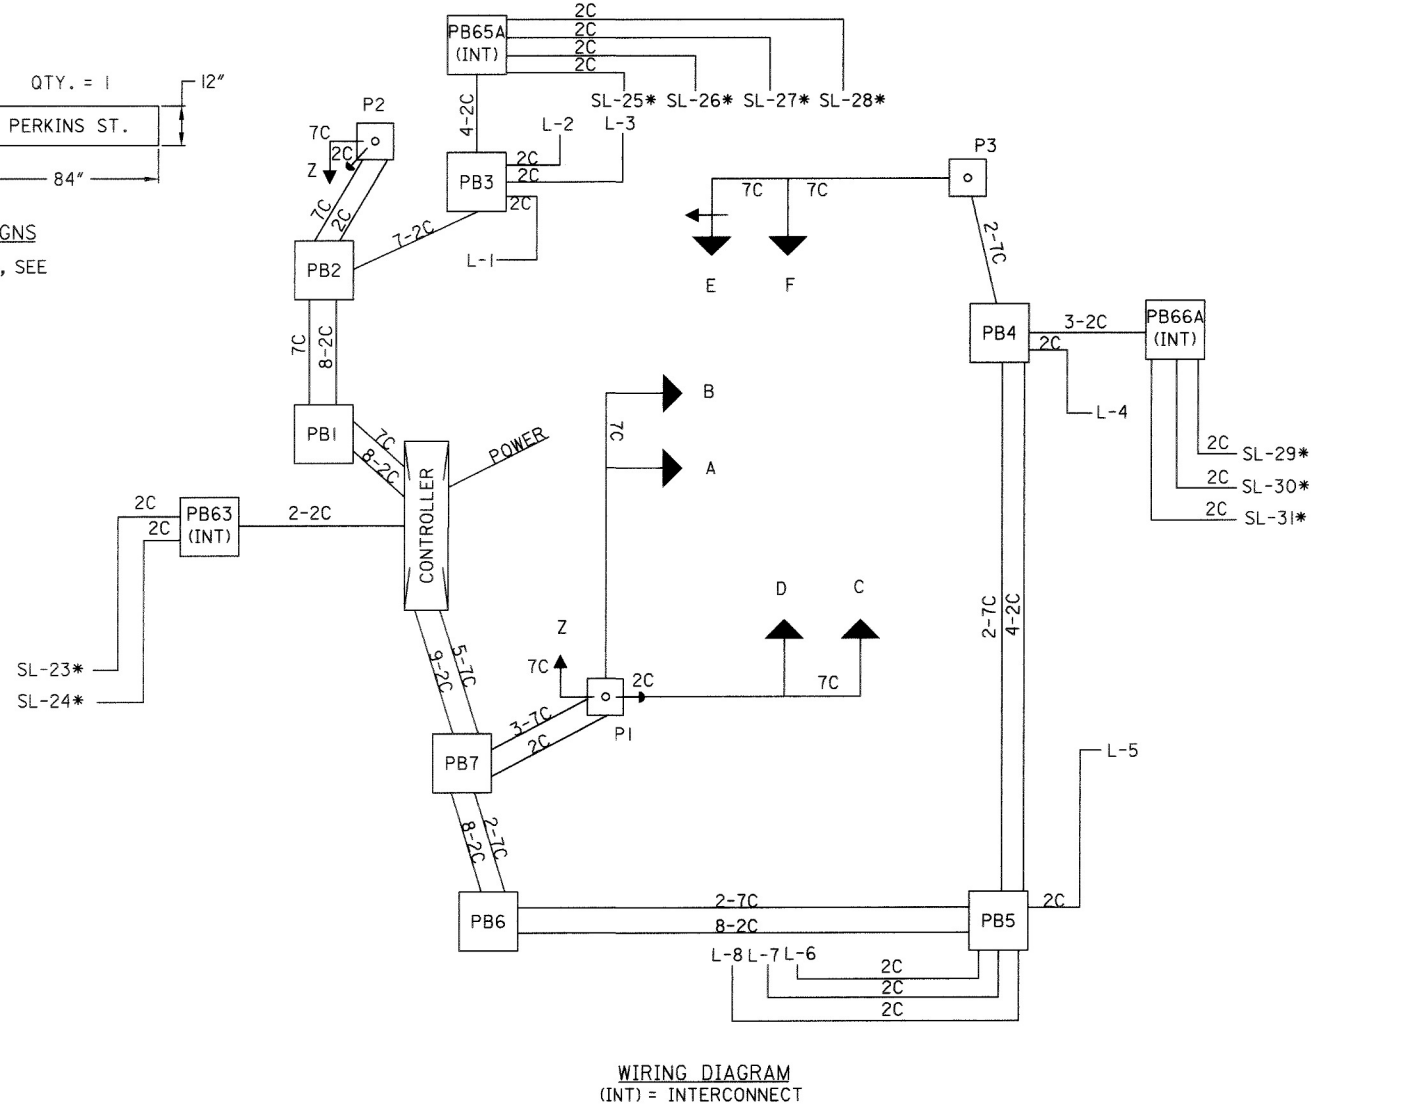 QTY. = 1
12"
PERKINS ST.
84"
GNS
, SEE
PB65A
(INT)
2C
2C
2C
2C
SL-25*
SL-26*
SL-27*
SL-28*
4-2C
P2
7C
2C
Z
7C
2C
PB3
2C
2C
2C
L-2
L-3
L-1
7-2C
PB2
7C
8-2C
PB1
7C
8-2C
POWER
CONTROLLER
PB63
(INT)
2C
2C
2-2C
SL-23*
SL-24*
P3
7C
7C
E
F
2-7C
PB4
3-2C
2C
L-4
PB66A
(INT)
2C
SL-29*
2C
SL-30*
2C
SL-31*
B
7C
A
D
C
Z
7C
2C
7C
P1
9-2C
5-7C
PB7
3-7C
2C
8-2C
2-7C
PB6
2-7C
8-2C
2-7C
4-2C
PB5
2C
L-5
L-8
L-7
L-6
2C
2C
2C
WIRING DIAGRAM
(INT) = INTERCONNECT